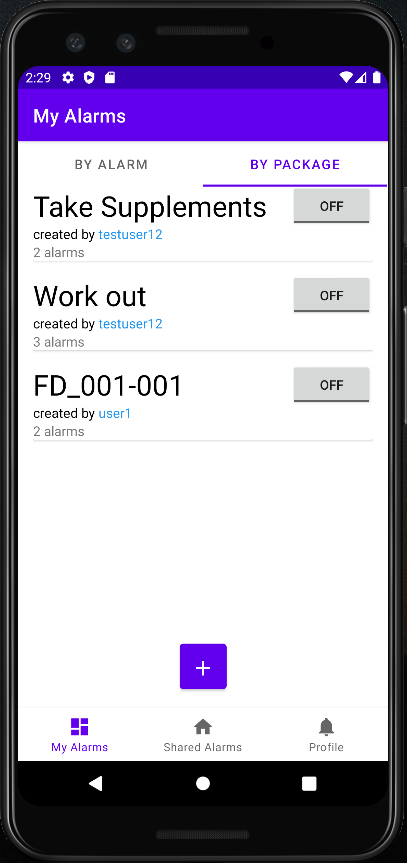 2:29
My Alarms
BY ALARM
BY PACKAGE
Take Supplements
OFF
created by testuser12
2 alarms
Work out
OFF
created by testuser12
3 alarms
FD_001-001
OFF
created by user1
2 alarms
+
My Alarms
Shared Alarms
Profile